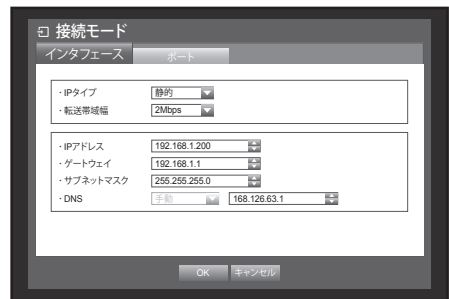 接続モード
インタフェース ポート
・IPタイプ 静的
・転送帯域幅 2Mbps
・IPアドレス 192.168.1.200
・ゲートウェイ 192.168.1.1
・サブネットマスク 255.255.255.0
・DNS 手動 168.126.63.1
OK キャンセル